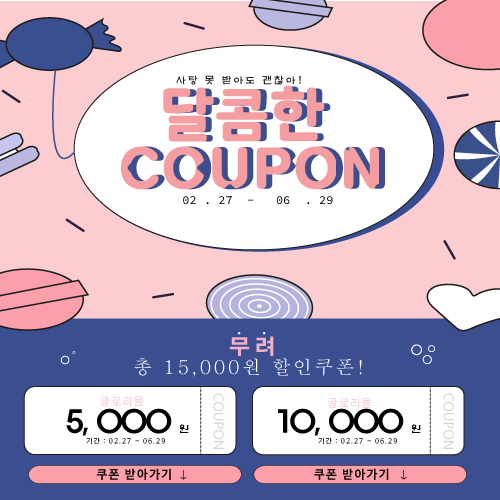 사탕 못 받아도 괜찮아!
달콤한
COUPON
02 . 27 - 06 . 29
무려
총 15,000원 할인쿠폰!
글로리몰
5,000 원
기간 : 02.27 ~ 06.29
COUPON
글로리몰
10,000 원
기간 : 02.27 ~ 06.29
COUPON
쿠폰 받아가기 ↓
쿠폰 받아가기 ↓